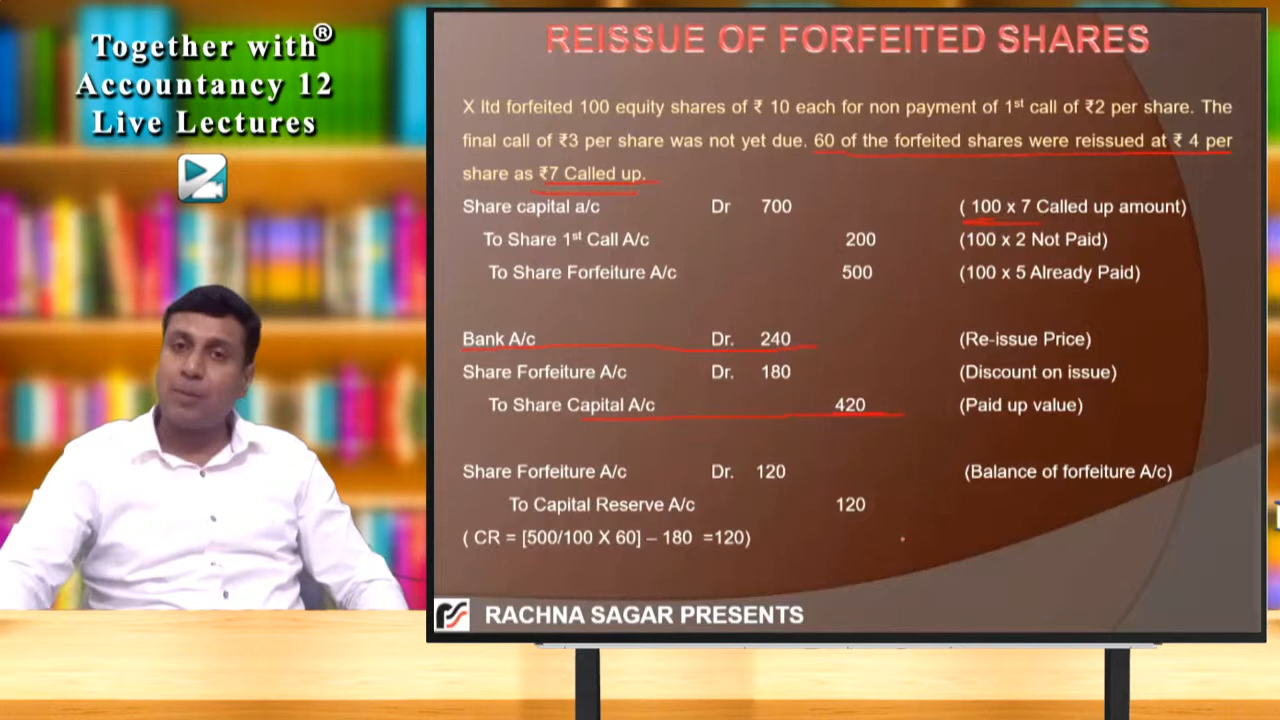 Together with®
Accountancy 12
Live Lectures
REISSUE OF FORFEITED SHARES
X ltd forfeited 100 equity shares of ₹ 10 each for non payment of 1st call of ₹2 per share. The
final call of ₹3 per share was not yet due. 60 of the forfeited shares were reissued at ₹ 4 per
share as ₹7 Called up.
Share capital a/c Dr 700 ( 100 x 7 Called up amount)
To Share 1st Call A/c 200 (100 x 2 Not Paid)
To Share Forfeiture A/c 500 (100 x 5 Already Paid)
Bank A/c Dr. 240 (Re-issue Price)
Share Forfeiture A/c Dr. 180 (Discount on issue)
To Share Capital A/c 420 (Paid up value)
Share Forfeiture A/c Dr. 120 (Balance of forfeiture A/c)
To Capital Reserve A/c 120
( CR = [500/100 X 60] – 180 =120)
RACHNA SAGAR PRESENTS